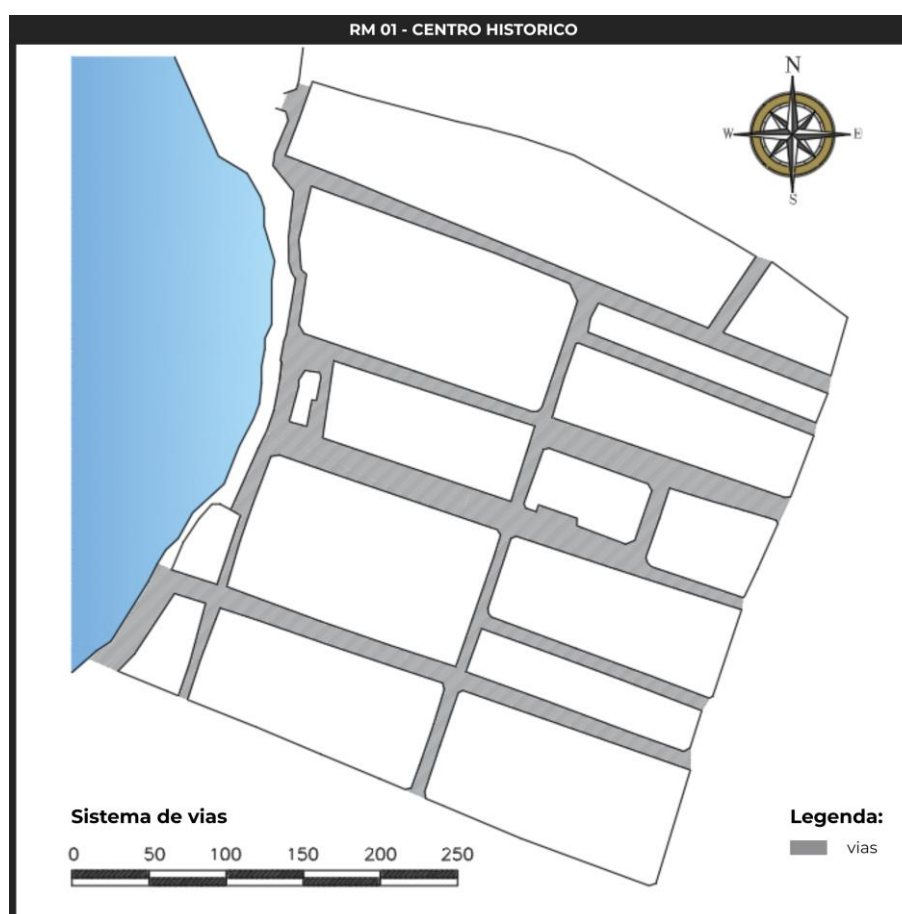 RM 01 - CENTRO HISTORICO
N
W
E
S
Sistema de vias
Legenda:
0 50 100 150 200 250
vias